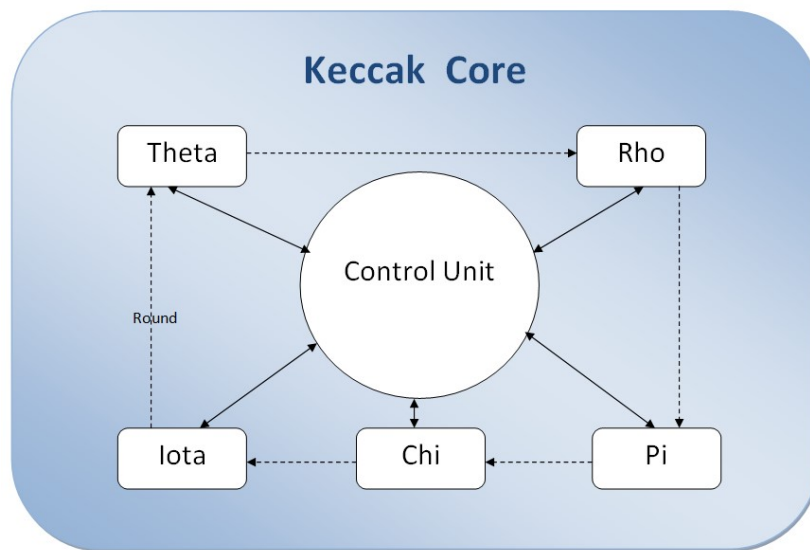 Keccak Core
Theta
Rho
Control Unit
Round
Iota
Chi
Pi